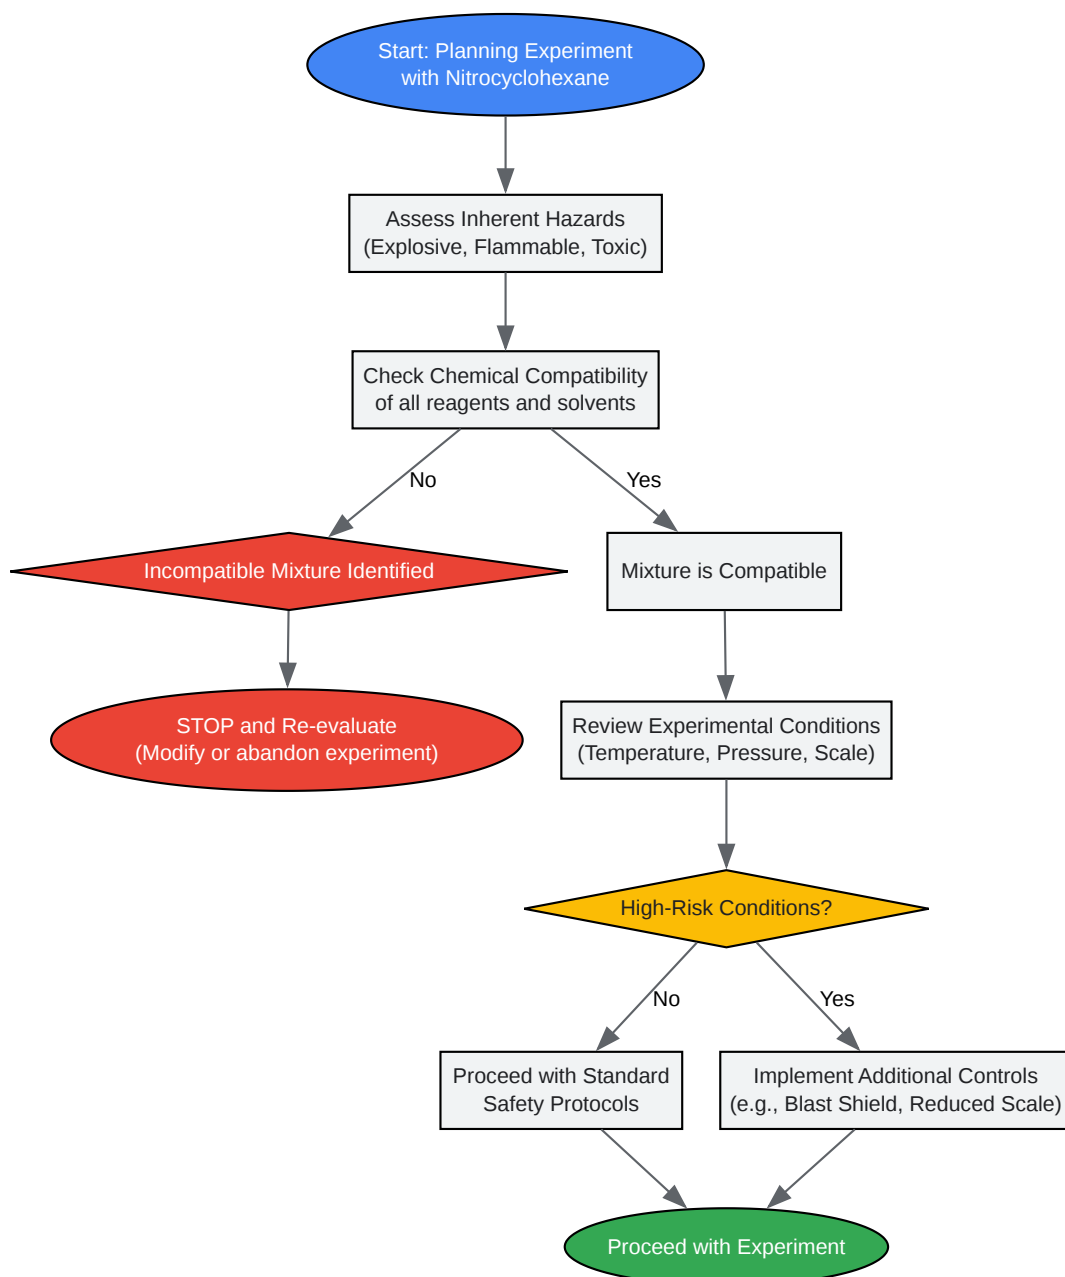 Start: Planning Experiment
with Nitrocyclohexane
Assess Inherent Hazards
(Explosive, Flammable, Toxic)
Check Chemical Compatibility
of all reagents and solvents
No
Yes
Incompatible Mixture Identified
Mixture is Compatible
STOP and Re-evaluate
(Modify or abandon experiment)
Review Experimental Conditions
(Temperature, Pressure, Scale)
High-Risk Conditions?
No
Yes
Proceed with Standard
Safety Protocols
Implement Additional Controls
(e.g., Blast Shield, Reduced Scale)
Proceed with Experiment